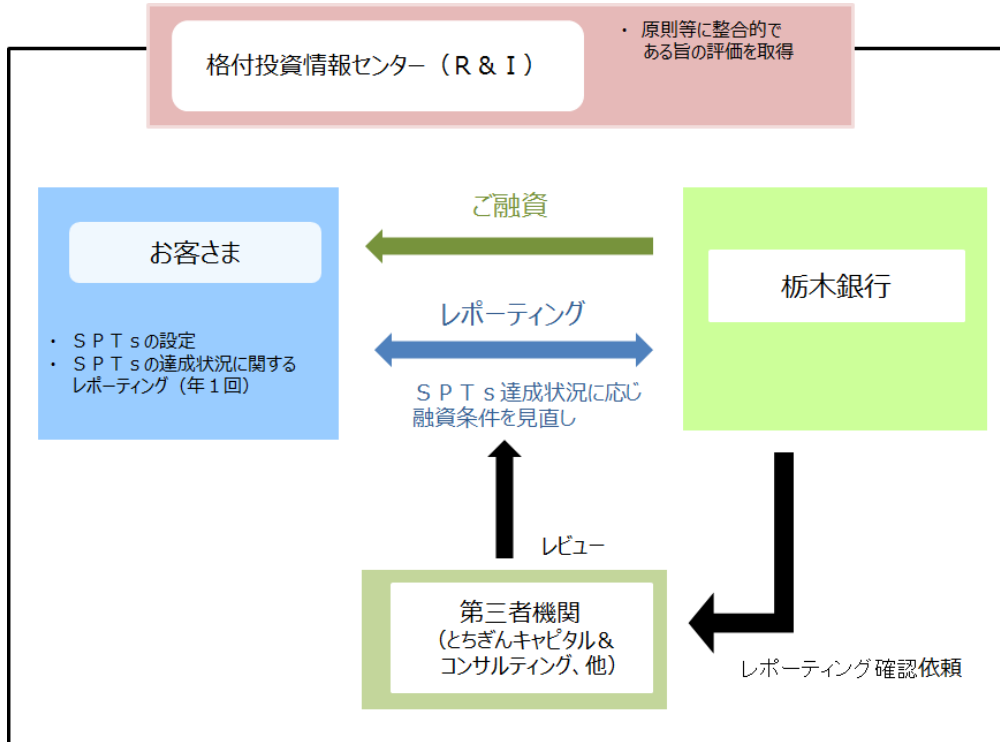 格付投資情報センター（Ｒ＆Ｉ）
・ 原則等に整合的で
ある旨の評価を取得
お客さま
・ ＳＰＴｓの設定
・ ＳＰＴｓの達成状況に関する
レポーティング（年１回）
ご融資
レポーティング
ＳＰＴｓ達成状況に応じ
融資条件を見直し
栃木銀行
レビュー
第三者機関
（とちぎんキャピタル＆
コンサルティング、他）
レポーティング確認依頼